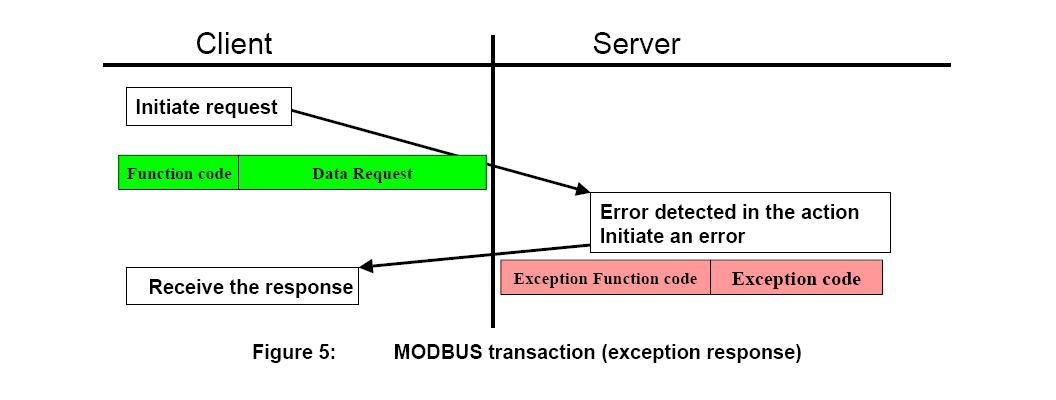 Client Server
Initiate request
Function code Data Request
Error detected in the action
Initiate an error
Exception Function code Exception code
Receive the response
Figure 5: MODBUS transaction (exception response)